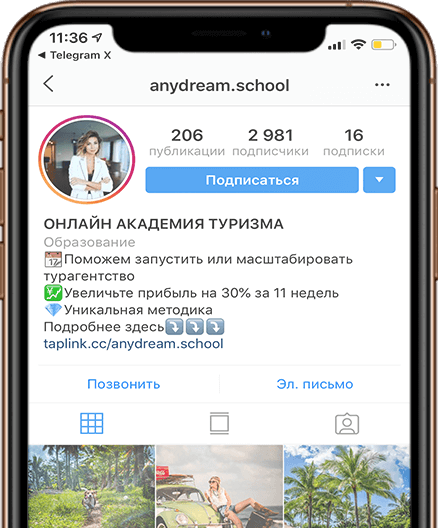 11:36
◀ Telegram X
anydream.school
206 2 981 16
публикации подписчики подписки
Подписаться
ОНЛАЙН АКАДЕМИЯ ТУРИЗМА
Образование
📆Поможем запустить или масштабировать
турагентство
💹Увеличьте прибыль на 30% за 11 недель
💎Уникальная методика
Подробнее здесь⤵️⤵️⤵️
taplink.cc/anydream.school
Позвонить Эл. письмо